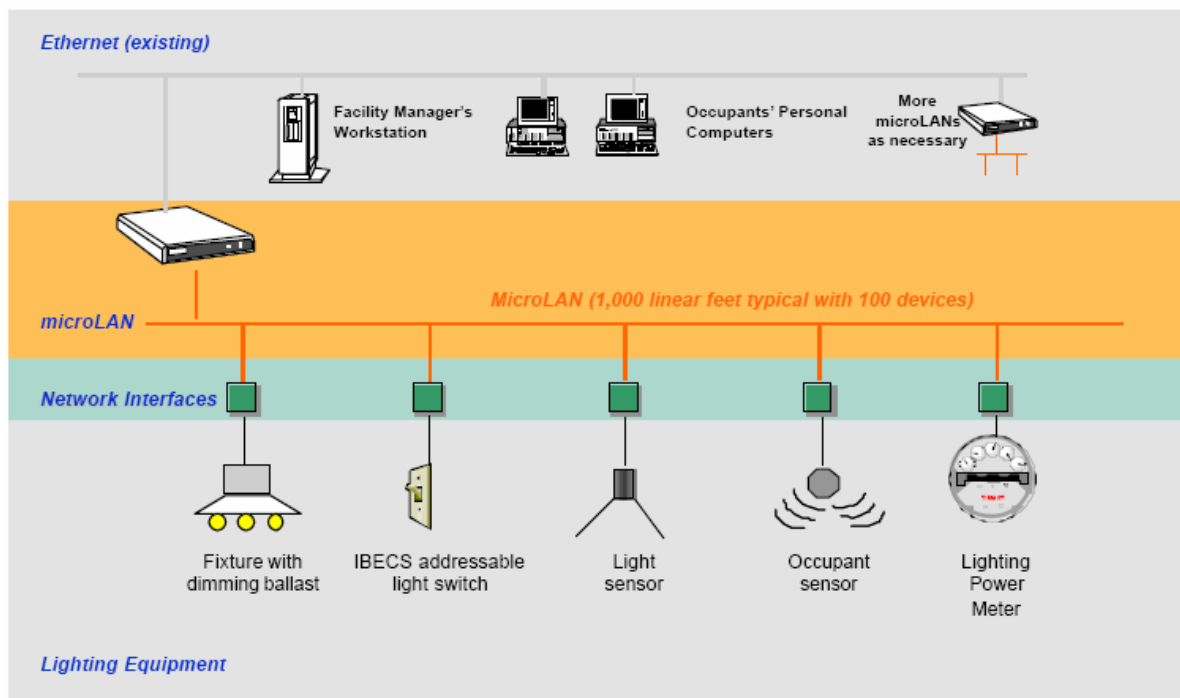 Ethernet (existing)
Facility Manager's
Workstation
Occupants' Personal
Computers
More
microLANs
as necessary
MicroLAN (1,000 linear feet typical with 100 devices)
microLAN
Network Interfaces
Fixture with
dimming ballast
IBECS addressable
light switch
Light
sensor
Occupant
sensor
Lighting
Power
Meter
Lighting Equipment